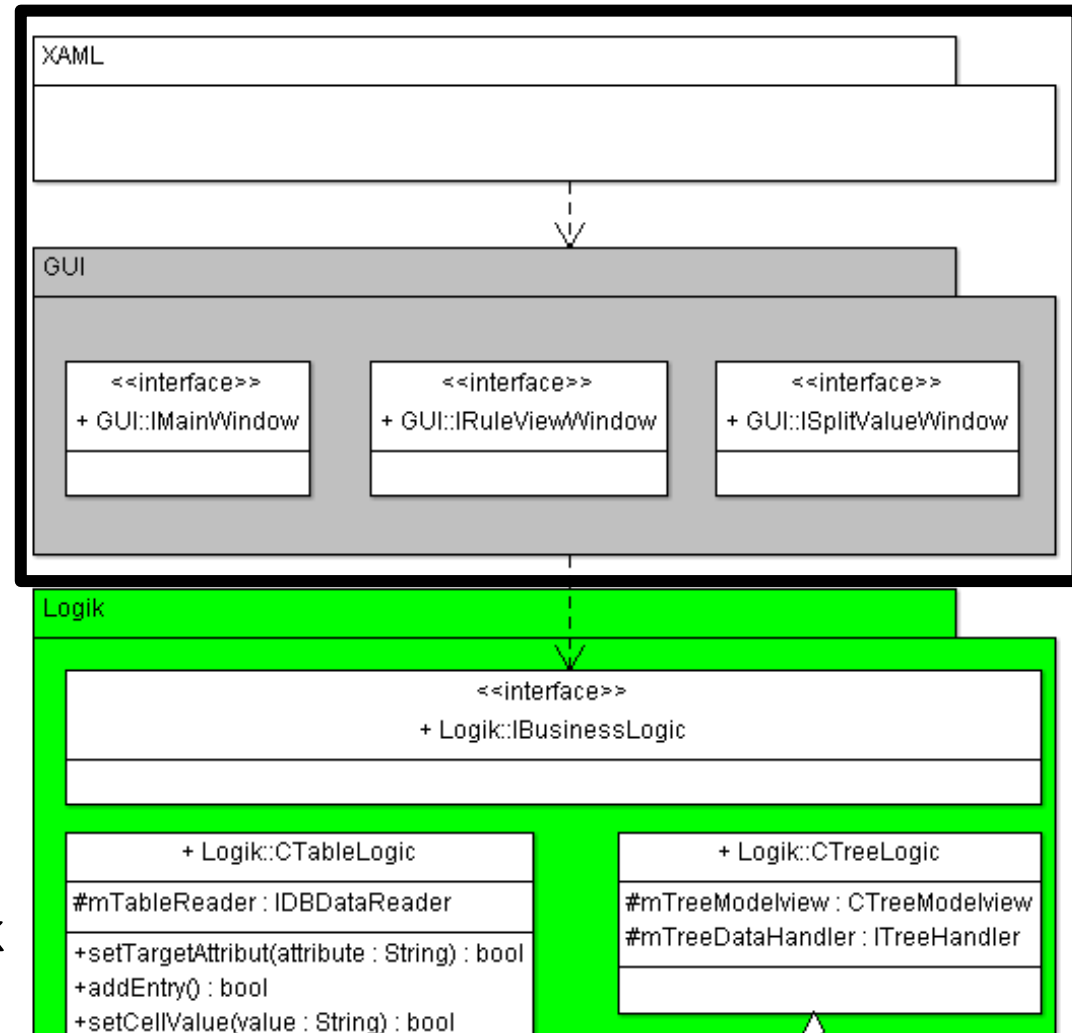 XAML
GUI
<<interface>>
+ GUI::IMainWindow
<<interface>>
+ GUI::IRuleViewWindow
<<interface>>
+ GUI::ISplitValueWindow
Logik
<<interface>>
+ Logik::IBusinessLogic
+ Logik::CTableLogic
#mTableReader : IDBDataReader
+setTargetAttribut(attribute : String) : bool
+addEntry() : bool
+setCellValue(value : String) : bool
+ Logik::CTreeLogic
#mTreeModelview : CTreeModelview
#mTreeDataHandler : ITreeHandler